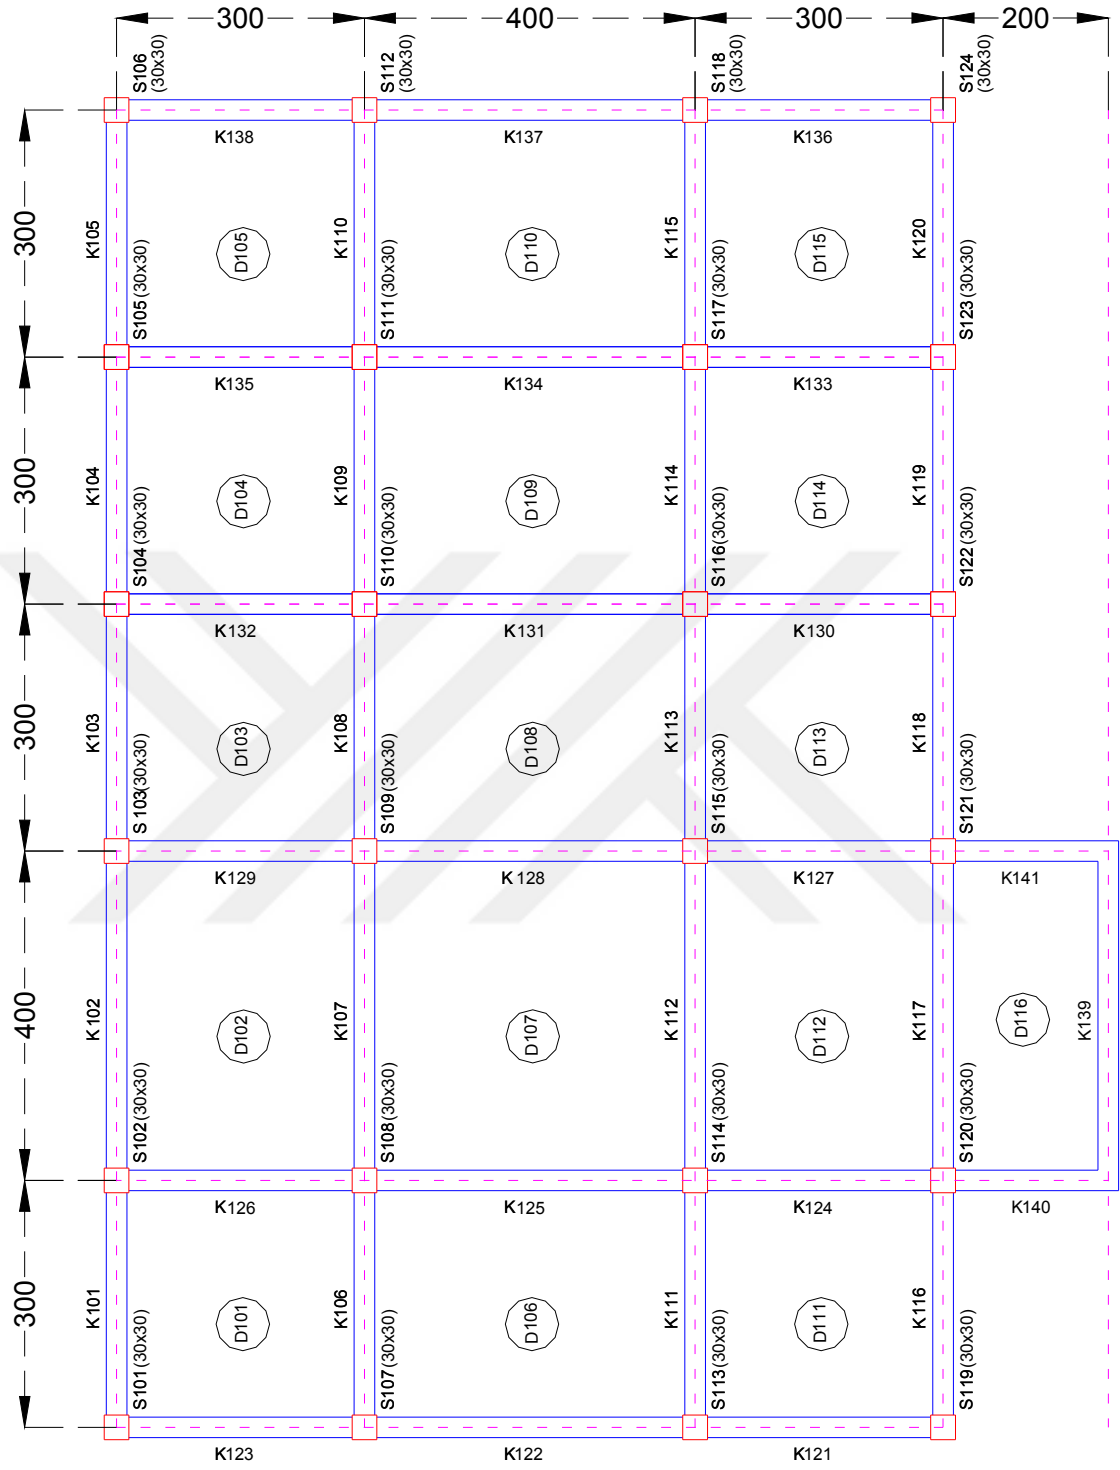 300
400
300
200
S106
(30x30)
S112
(30x30)
S118
(30x30)
S124
(30x30)
K138
K137
K136
300
K105
D105
K110
D110
K115
D115
K120
S105(30x30)
S111(30x30)
S117(30x30)
S123(30x30)
K135
K134
K133
300
K104
D104
K109
D109
K114
D114
K119
S104(30x30)
S110(30x30)
S116(30x30)
S122(30x30)
K132
K131
K130
300
K103
D103
K108
D108
K113
D113
K118
S103(30x30)
S109(30x30)
S115(30x30)
S121(30x30)
K129
K128
K127
K141
400
K102
D102
K107
D107
K112
D112
K117
D116
K139
S102(30x30)
S108(30x30)
S114(30x30)
S120(30x30)
K126
K125
K124
K140
300
K101
D101
K106
D106
K111
D111
K116
S101(30x30)
S107(30x30)
S113(30x30)
S119(30x30)
K123
K122
K121